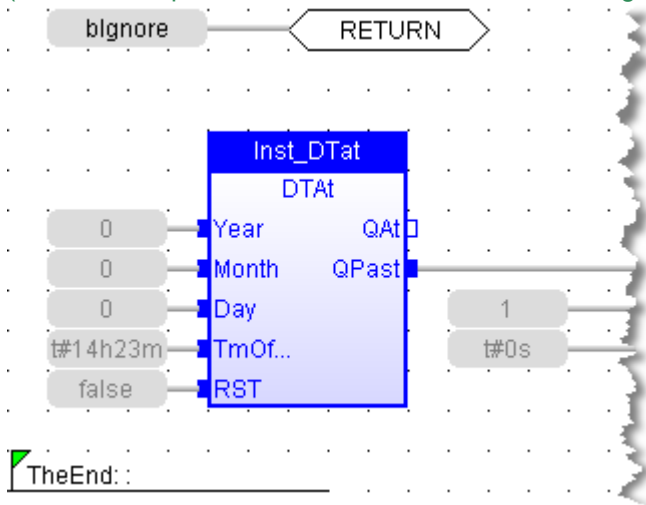 bIgnore RETURN
Inst_DTat
DTAt
0 Year QAt
0 Month QPast
0 Day 1
t#14h23m TmOf... t#0s
false RST
TheEnd: :